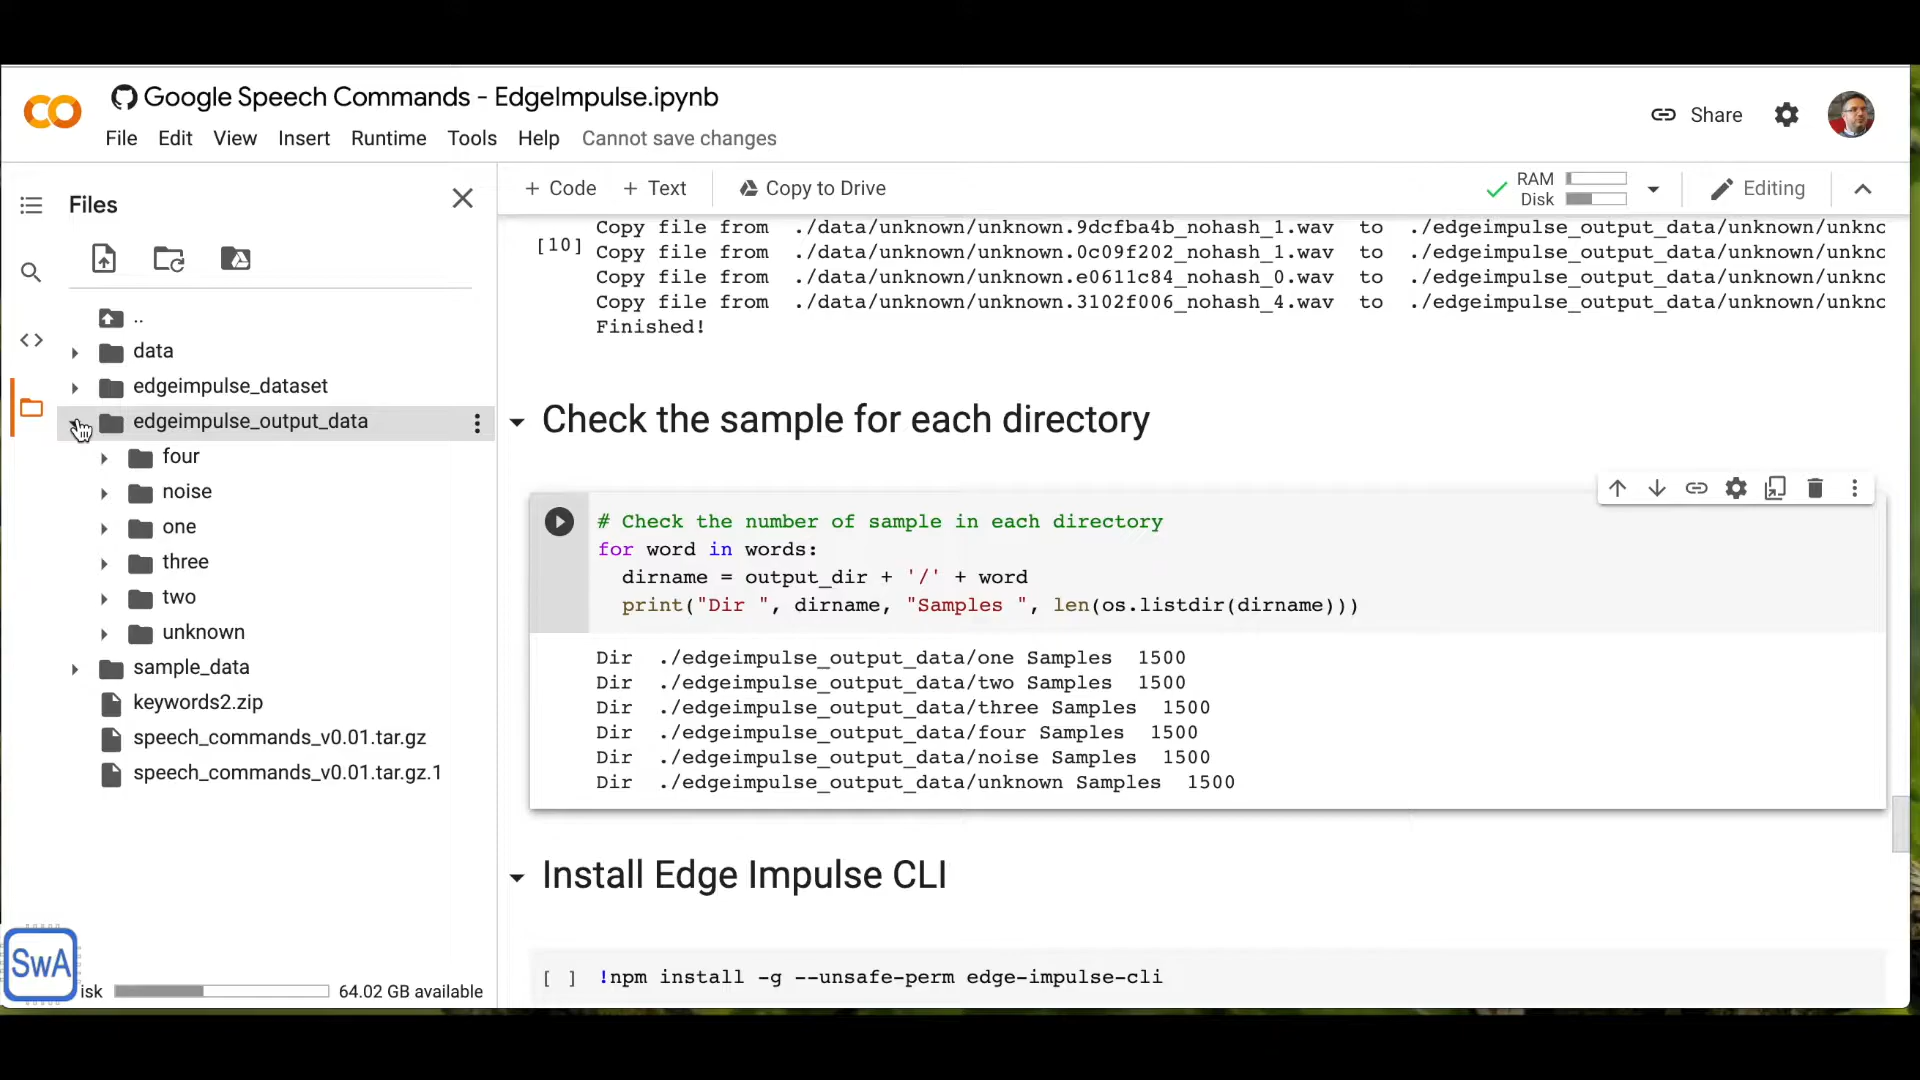 Google Speech Commands - EdgeImpulse.ipynb
File Edit View Insert Runtime Tools Help Cannot save changes
Share
Files
+ Code + Text Copy to Drive
RAM
Disk
Editing
..
data
edgeimpulse_dataset
edgeimpulse_output_data
four
noise
one
three
two
unknown
sample_data
keywords2.zip
speech_commands_v0.01.tar.gz
speech_commands_v0.01.tar.gz.1
SwA
isk 64.02 GB available
[10]
Copy file from ./data/unknown/unknown.9dcfba4b_nohash_1.wav to ./edgeimpulse_output_data/unknown/unkno
Copy file from ./data/unknown/unknown.0c09f202_nohash_1.wav to ./edgeimpulse_output_data/unknown/unkno
Copy file from ./data/unknown/unknown.e0611c84_nohash_0.wav to ./edgeimpulse_output_data/unknown/unkno
Copy file from ./data/unknown/unknown.3102f006_nohash_4.wav to ./edgeimpulse_output_data/unknown/unkno
Finished!
Check the sample for each directory
# Check the number of sample in each directory
for word in words:
dirname = output_dir + '/' + word
print("Dir ", dirname, "Samples ", len(os.listdir(dirname)))
Dir ./edgeimpulse_output_data/one Samples 1500
Dir ./edgeimpulse_output_data/two Samples 1500
Dir ./edgeimpulse_output_data/three Samples 1500
Dir ./edgeimpulse_output_data/four Samples 1500
Dir ./edgeimpulse_output_data/noise Samples 1500
Dir ./edgeimpulse_output_data/unknown Samples 1500
Install Edge Impulse CLI
[ ] !npm install -g --unsafe-perm edge-impulse-cli